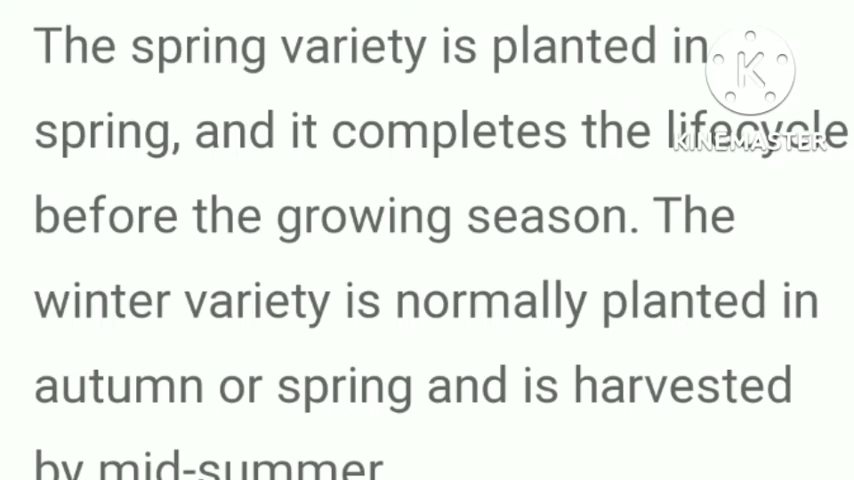 The spring variety is planted in
spring, and it completes the lifecycle
before the growing season. The
winter variety is normally planted in
autumn or spring and is harvested
by mid-summer
KINEMASTER